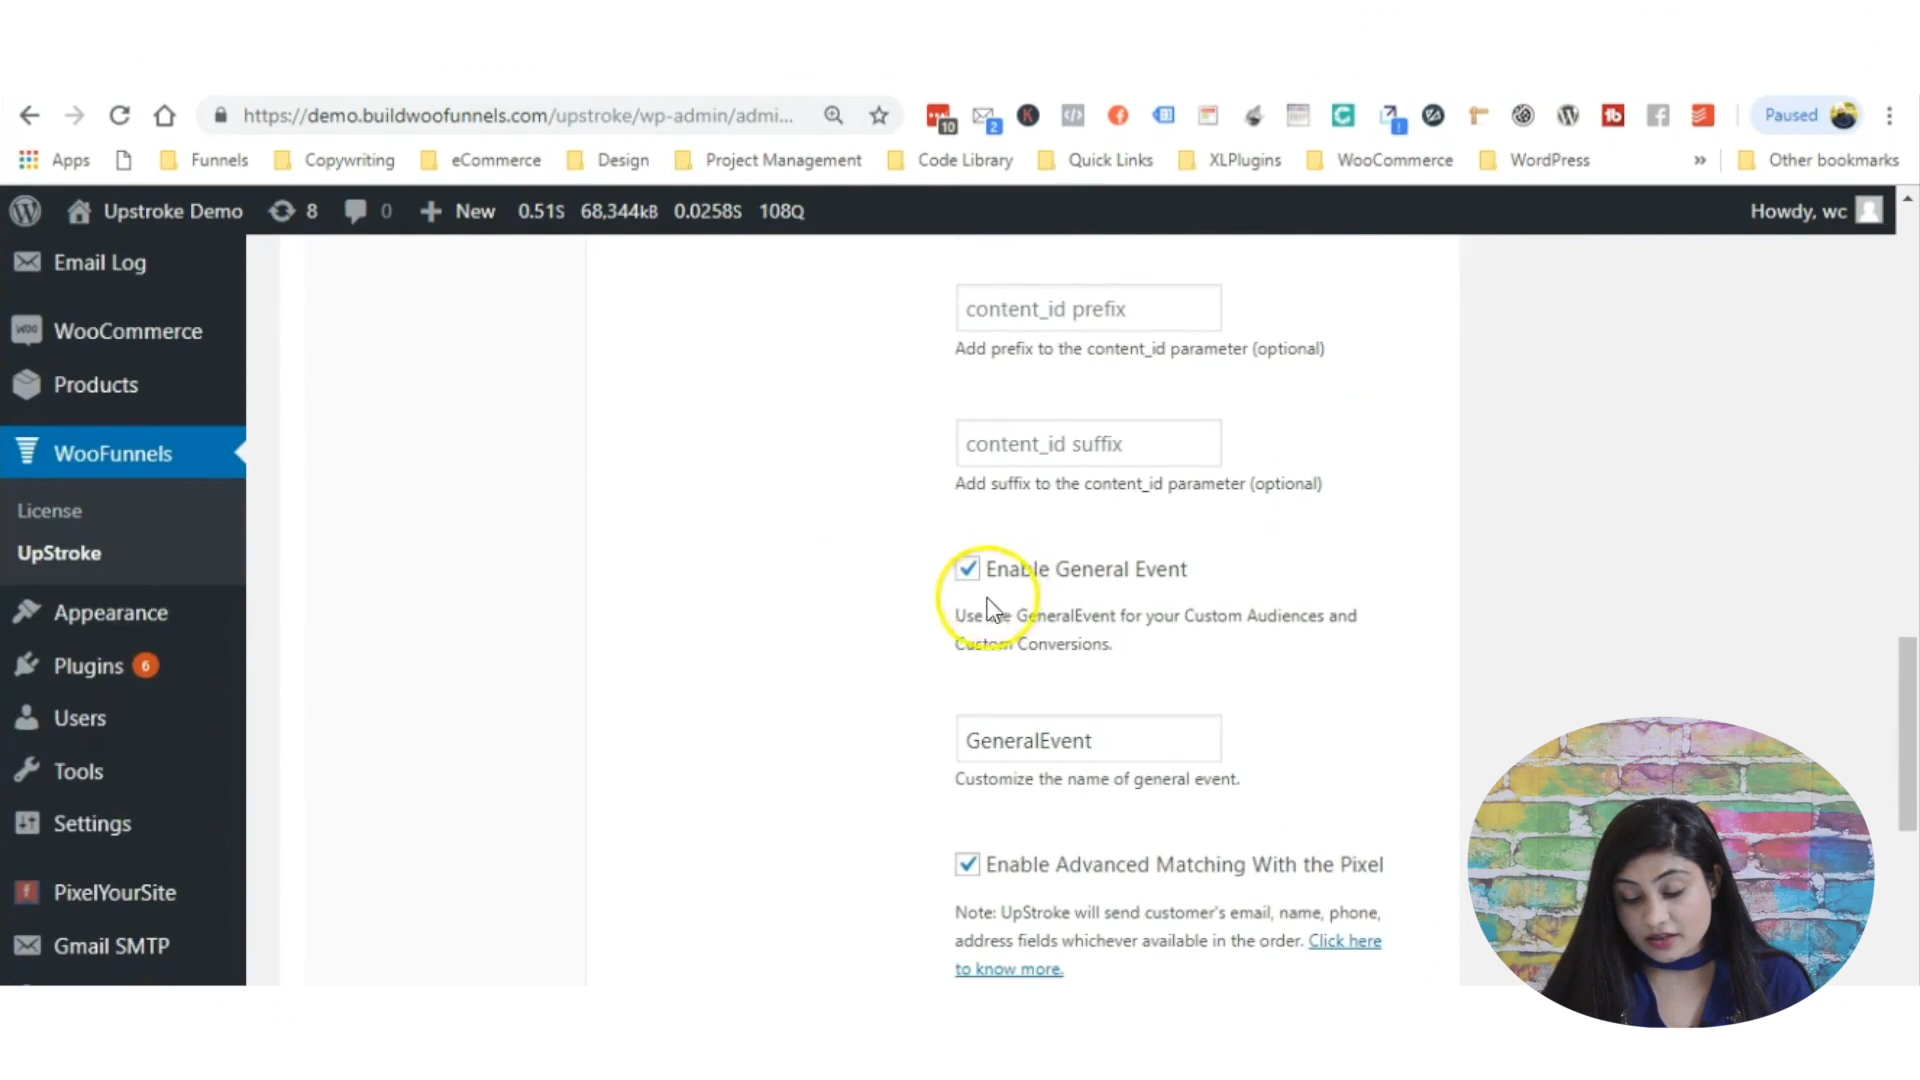 https://demo.buildwoofunnels.com/upstroke/wp-admin/admi...
10
2
K
1b
Paused
Apps
Funnels
Copywriting
eCommerce
Design
Project Management
Code Library
Quick Links
XLPlugins
WooCommerce
WordPress
»
Other bookmarks
Upstroke Demo
8
0
New
0.51S
68,344KB
0.0258S
108Q
Howdy, wc
Email Log
WooCommerce
Products
WooFunnels
License
UpStroke
Appearance
Plugins 6
Users
Tools
Settings
PixelYourSite
Gmail SMTP
content_id prefix
Add prefix to the content_id parameter (optional)
content_id suffix
Add suffix to the content_id parameter (optional)
Enable General Event
Use the GeneralEvent for your Custom Audiences and
Custom Conversions.
GeneralEvent
Customize the name of general event.
Enable Advanced Matching With the Pixel
Note: UpStroke will send customer's email, name, phone,
address fields whichever available in the order. Click here
to know more.